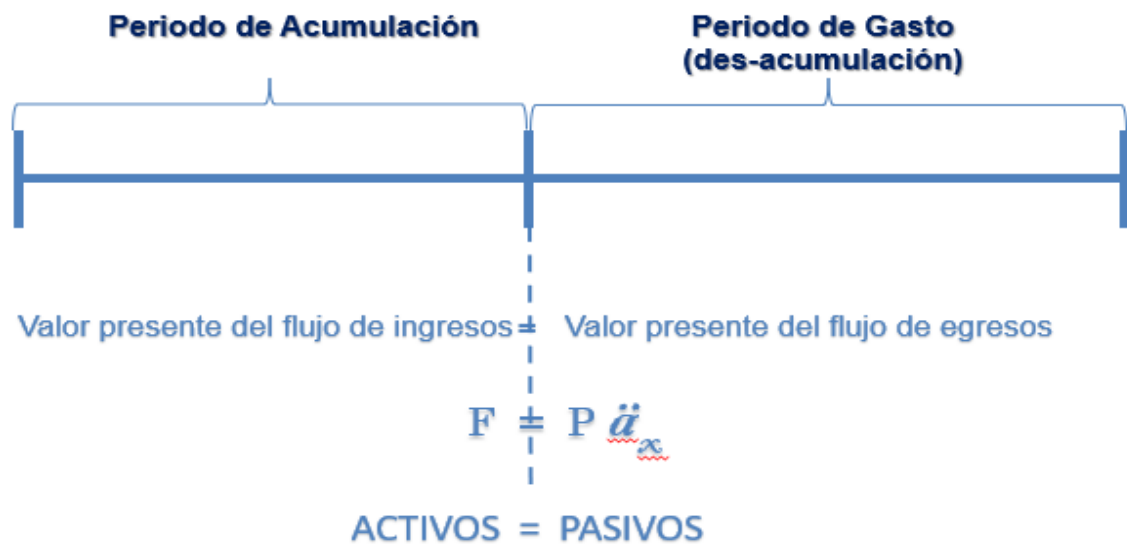 Periodo de Acumulación
Periodo de Gasto
(des-acumulación)
Valor presente del flujo de ingresos = Valor presente del flujo de egresos
F = P ä_x
ACTIVOS = PASIVOS